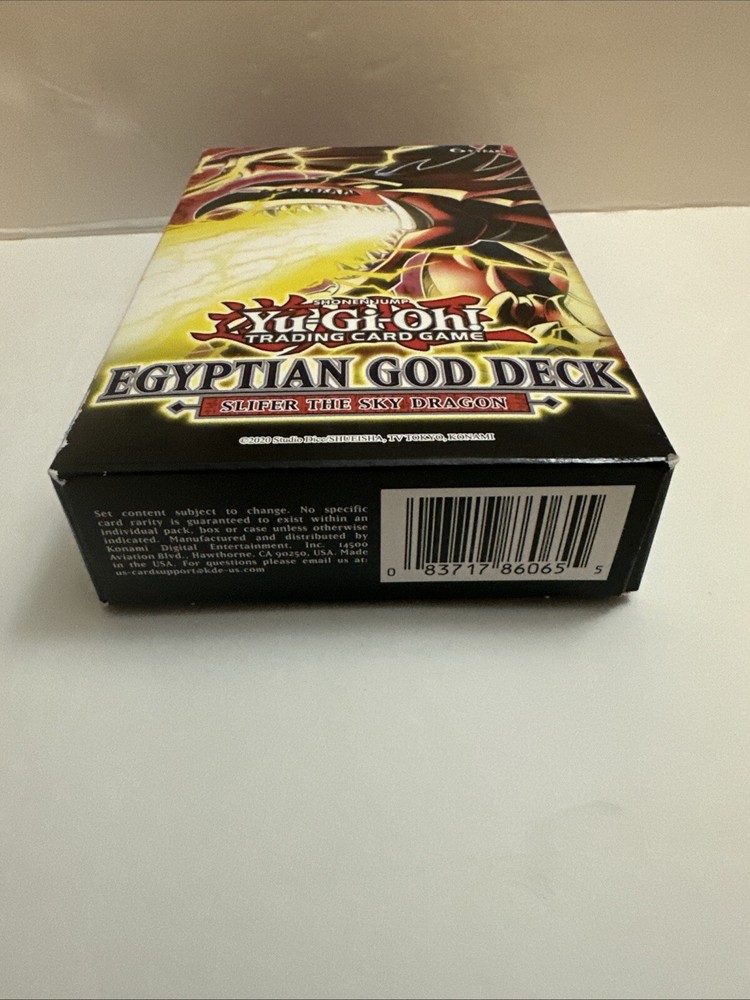 SHONEN JUMP
Yu-Gi-Oh!
TRADING CARD GAME
EGYPTIAN GOD DECK
SLIFER THE SKY DRAGON
©2020 Studio Dice/SHUEISHA, TV TOKYO, KONAMI
Set content subject to change. No specific
card rarity is guaranteed to exist within an
individual pack, box or case unless otherwise
indicated. Manufactured and distributed by
Konami Digital Entertainment, Inc. 14500
Aviation Blvd., Hawthorne, CA 90250, USA. Made
in the USA. For questions please email us at:
us-cardsupport@kde-us.com
0 83717 86065 5